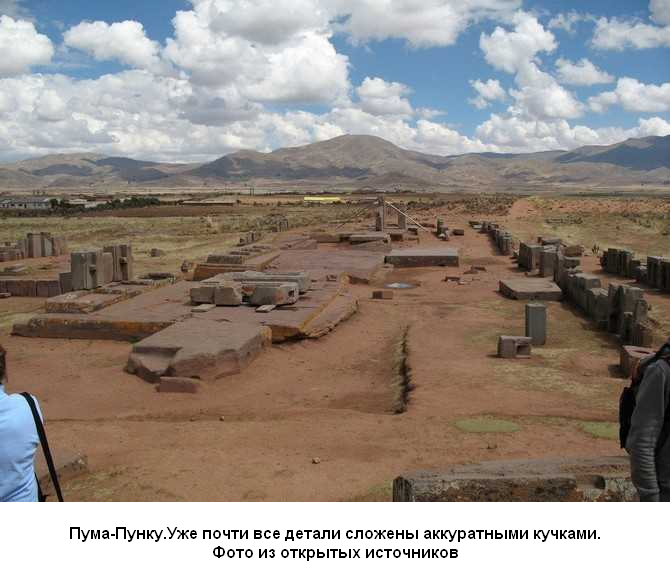 Пума-Пунку.Уже почти все детали сложены аккуратными кучками.
Фото из открытых источников